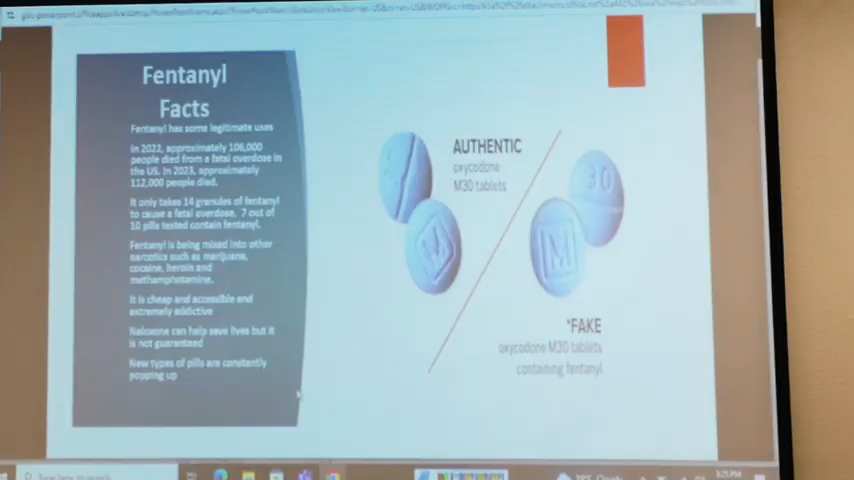 Fentanyl
Facts
Fentanyl has some legitimate uses
In 2022, approximately 106,000
people died from a fatal overdose in
the US. In 2023, approximately
112,000 people died.
It only takes 14 granules of fentanyl
to cause a fatal overdose. 7 out of
10 pills tested contain fentanyl.
Fentanyl is being mixed into other
narcotics such as marijuana,
cocaine, heroin and
methamphetamine.
It is cheap and accessible and
extremely addictive
Naloxone can help save lives but it
is not guaranteed
New types of pills are constantly
popping up
AUTHENTIC
oxycodone
M30 tablets
M
30
M
*FAKE
oxycodone M30 tablets
containing fentanyl
Type here to search